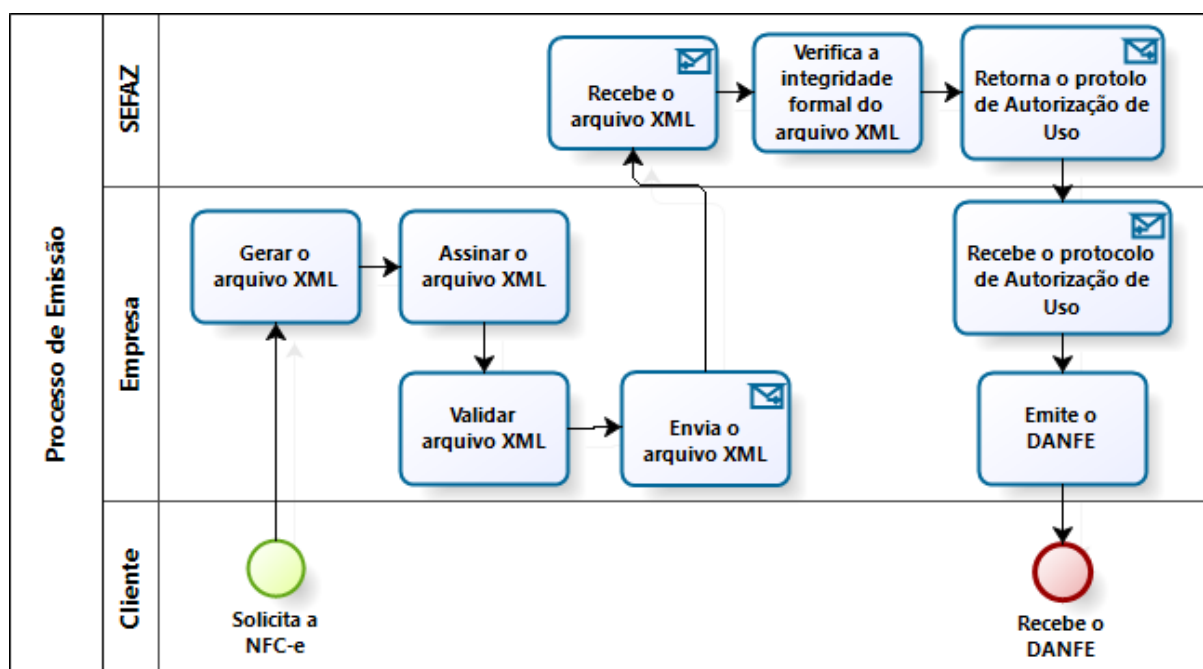 Processo de Emissão
SEFAZ
Recebe o
arquivo XML
Verifica a
integridade
formal do
arquivo XML
Retorna o protolo
de Autorização de
Uso
Empresa
Gerar o
arquivo XML
Assinar o
arquivo XML
Validar
arquivo XML
Envia o
arquivo XML
Recebe o protocolo
de Autorização de
Uso
Emite o
DANFE
Cliente
Solicita a
NFC-e
Recebe o
DANFE